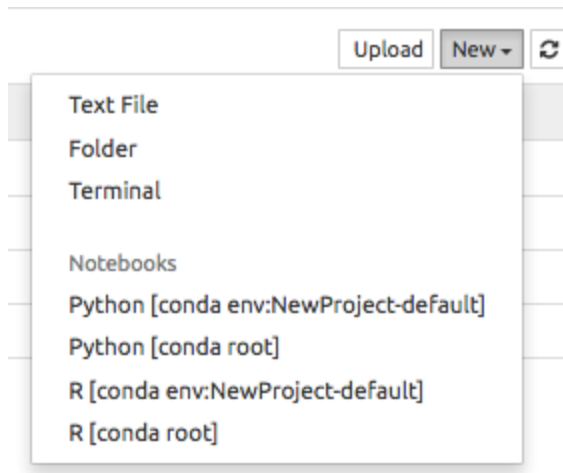 Upload New
Text File
Folder
Terminal
Notebooks
Python [conda env:NewProject-default]
Python [conda root]
R [conda env:NewProject-default]
R [conda root]